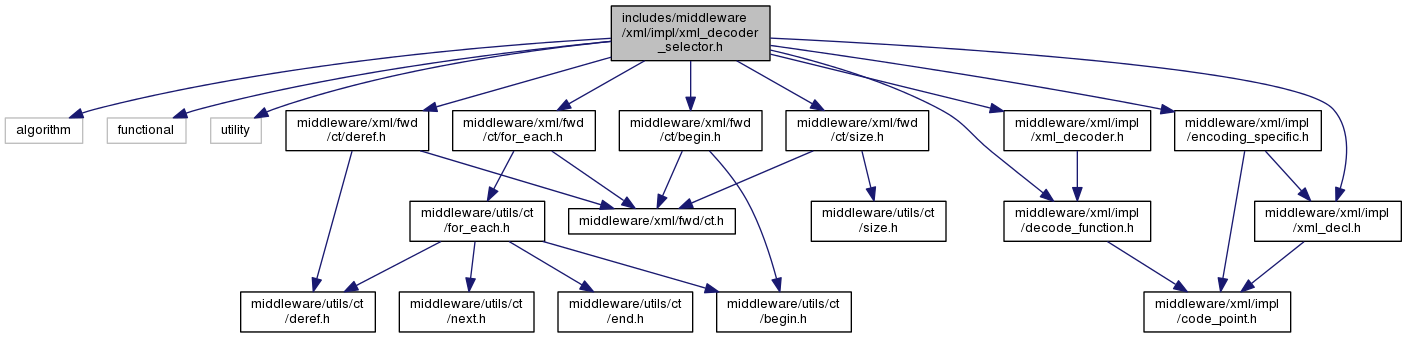 includes/middleware
/xml/impl/xml_decoder
_selector.h
algorithm
functional
utility
middleware/xml/fwd
/ct/deref.h
middleware/xml/fwd
/ct/for_each.h
middleware/xml/fwd
/ct/begin.h
middleware/xml/fwd
/ct/size.h
middleware/xml/impl
/xml_decoder.h
middleware/xml/impl
/encoding_specific.h
middleware/utils/ct
/for_each.h
middleware/xml/fwd/ct.h
middleware/utils/ct
/size.h
middleware/xml/impl
/decode_function.h
middleware/xml/impl
/xml_decl.h
middleware/utils/ct
/deref.h
middleware/utils/ct
/next.h
middleware/utils/ct
/end.h
middleware/utils/ct
/begin.h
middleware/xml/impl
/code_point.h